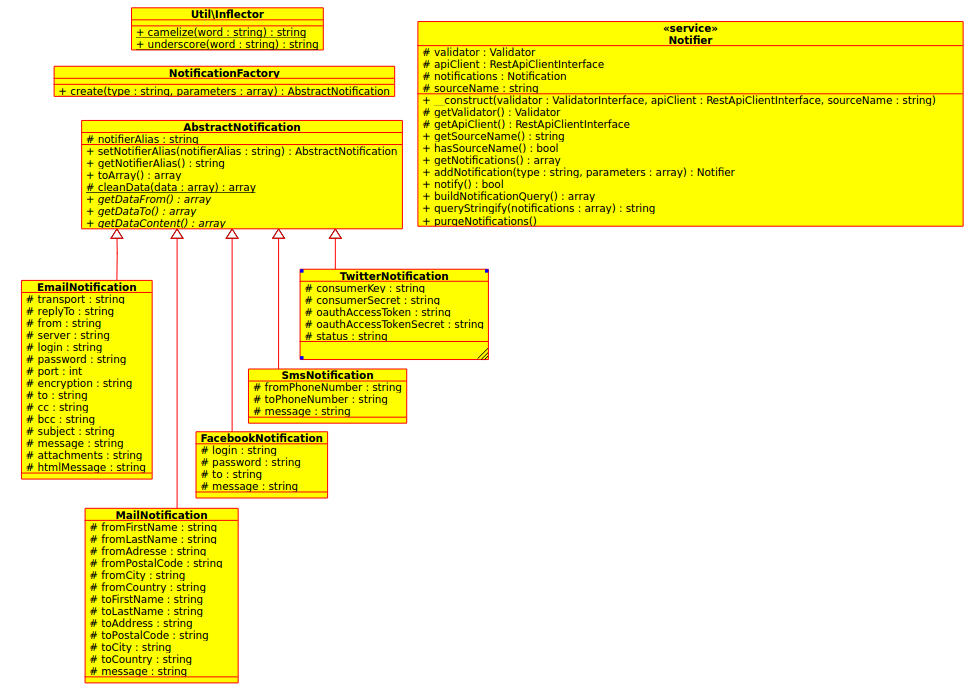 Util\Inflector
+ camelize(word : string) : string
+ underscore(word : string) : string
NotificationFactory
+ create(type : string, parameters : array) : AbstractNotification
AbstractNotification
# notifierAlias : string
+ setNotifierAlias(notifierAlias : string) : AbstractNotification
+ getNotifierAlias() : string
+ toArray() : array
# cleanData(data : array) : array
+ getDataFrom() : array
+ getDataTo() : array
+ getDataContent() : array
«service»
Notifier
# validator : Validator
# apiClient : RestApiClientInterface
# notifications : Notification
# sourceName : string
+ __construct(validator : ValidatorInterface, apiClient : RestApiClientInterface, sourceName : string)
# getValidator() : Validator
# getApiClient() : RestApiClientInterface
+ getSourceName() : string
+ hasSourceName() : bool
+ getNotifications() : array
+ addNotification(type : string, parameters : array) : Notifier
+ notify() : bool
+ buildNotificationQuery() : array
+ queryStringify(notifications : array) : string
+ purgeNotifications()
EmailNotification
# transport : string
# replyTo : string
# from : string
# server : string
# login : string
# password : string
# port : int
# encryption : string
# to : string
# cc : string
# bcc : string
# subject : string
# message : string
# attachments : string
# htmlMessage : string
TwitterNotification
# consumerKey : string
# consumerSecret : string
# oauthAccessToken : string
# oauthAccessTokenSecret : string
# status : string
SmsNotification
# fromPhoneNumber : string
# toPhoneNumber : string
# message : string
FacebookNotification
# login : string
# password : string
# to : string
# message : string
MailNotification
# fromFirstName : string
# fromLastName : string
# fromAdresse : string
# fromPostalCode : string
# fromCity : string
# fromCountry : string
# toFirstName : string
# toLastName : string
# toAddress : string
# toPostalCode : string
# toCity : string
# toCountry : string
# message : string